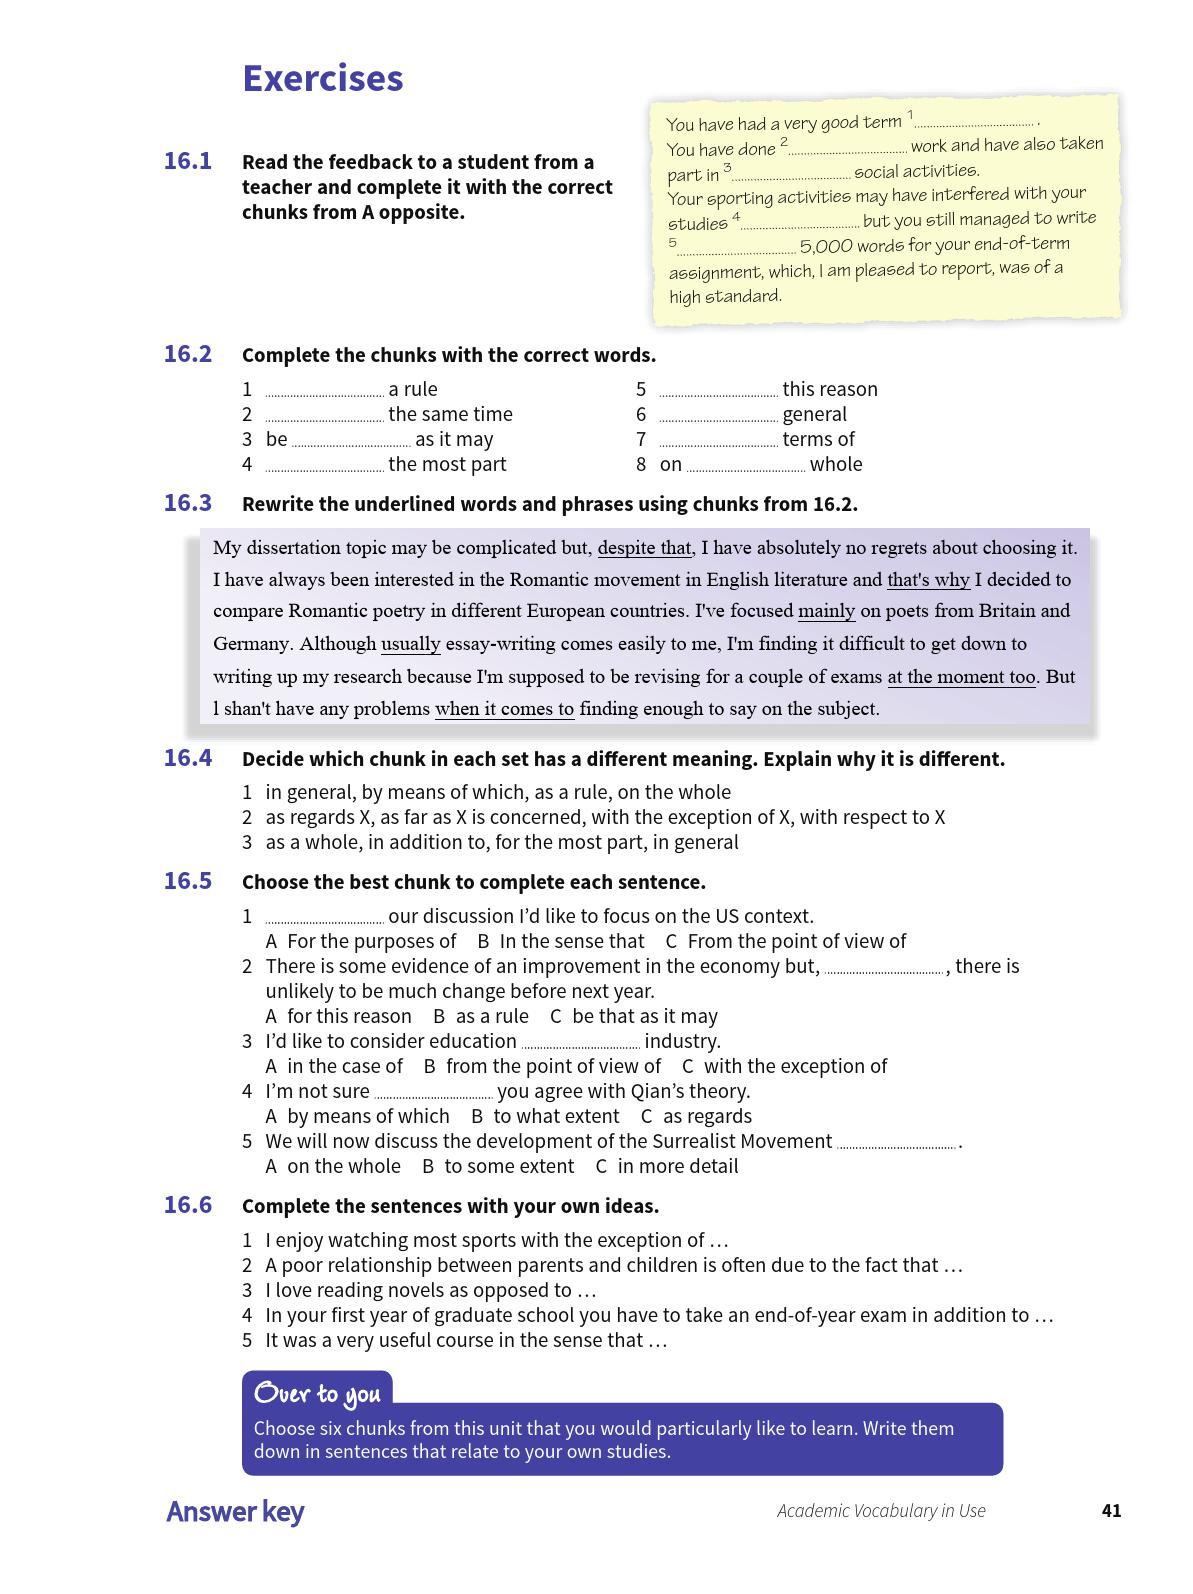 Exercises
16.1 Read the feedback to a student from a
teacher and complete it with the correct
chunks from A opposite.
You have had a very good term 1 .................................... .
You have done 2 .................................... work and have also taken
part in 3 .................................... social activities.
Your sporting activities may have interfered with your
studies 4 .................................... but you still managed to write
5 .................................... 5,000 words for your end-of-term
assignment, which, I am pleased to report, was of a
high standard.
16.2 Complete the chunks with the correct words.
1 .................................... a rule
2 .................................... the same time
3 be .................................... as it may
4 .................................... the most part
5 .................................... this reason
6 .................................... general
7 .................................... terms of
8 on .................................... whole
16.3 Rewrite the underlined words and phrases using chunks from 16.2.
My dissertation topic may be complicated but, despite that, I have absolutely no regrets about choosing it.
I have always been interested in the Romantic movement in English literature and that's why I decided to
compare Romantic poetry in different European countries. I've focused mainly on poets from Britain and
Germany. Although usually essay-writing comes easily to me, I'm finding it difficult to get down to
writing up my research because I'm supposed to be revising for a couple of exams at the moment too. But
l shan't have any problems when it comes to finding enough to say on the subject.
16.4 Decide which chunk in each set has a different meaning. Explain why it is different.
1 in general, by means of which, as a rule, on the whole
2 as regards X, as far as X is concerned, with the exception of X, with respect to X
3 as a whole, in addition to, for the most part, in general
16.5 Choose the best chunk to complete each sentence.
1 .................................... our discussion I’d like to focus on the US context.
A For the purposes of B In the sense that C From the point of view of
2 There is some evidence of an improvement in the economy but, .................................... , there is
unlikely to be much change before next year.
A for this reason B as a rule C be that as it may
3 I’d like to consider education .................................... industry.
A in the case of B from the point of view of C with the exception of
4 I’m not sure .................................... you agree with Qian’s theory.
A by means of which B to what extent C as regards
5 We will now discuss the development of the Surrealist Movement .................................... .
A on the whole B to some extent C in more detail
16.6 Complete the sentences with your own ideas.
1 I enjoy watching most sports with the exception of …
2 A poor relationship between parents and children is often due to the fact that …
3 I love reading novels as opposed to …
4 In your first year of graduate school you have to take an end-of-year exam in addition to …
5 It was a very useful course in the sense that …
Over to you
Choose six chunks from this unit that you would particularly like to learn. Write them
down in sentences that relate to your own studies.
Answer key Academic Vocabulary in Use 41